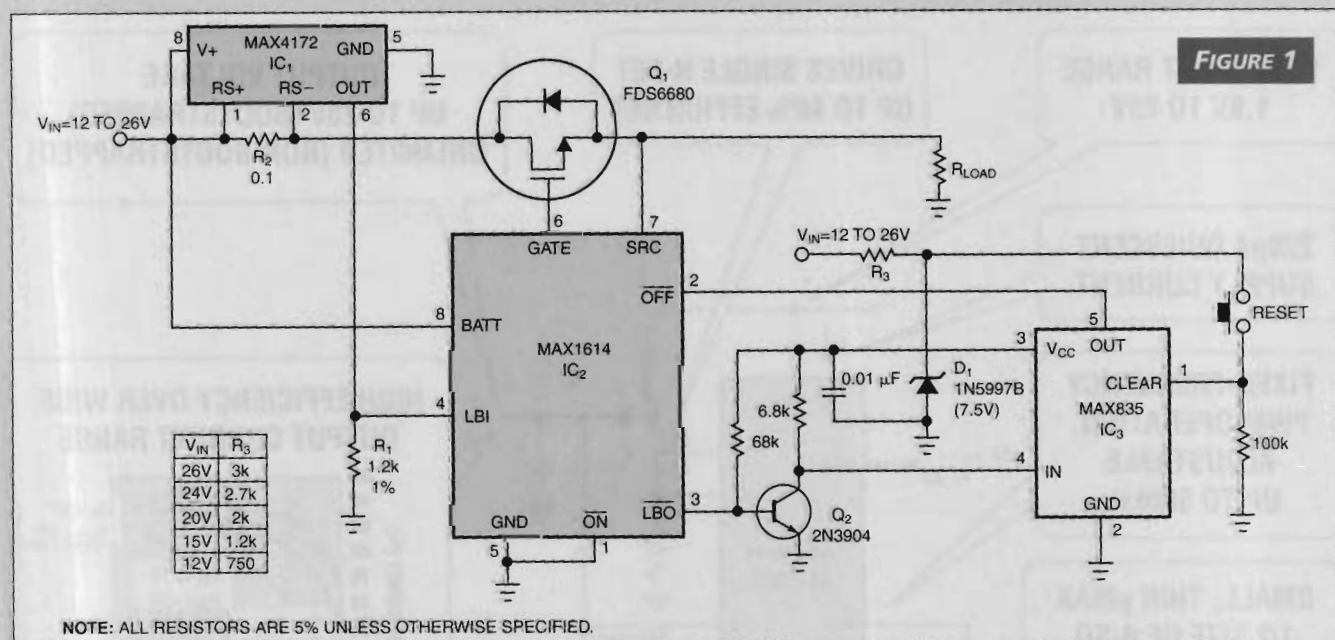 FIGURE 1
8
V+
MAX4172
IC1
GND
5
RS+
RS−
OUT
2
6
VIN=12 TO 26V
R2
0.1
Q1
FDS6680
RLOAD
6
7
GATE
SRC
VIN=12 TO 26V
R3
OFF
2
RESET
8
BATT
MAX1614
IC2
3
VCC
5
OUT
CLEAR
1
MAX835
IC3
0.01 µF
D1
1N5997B
(7.5V)
6.8k
68k
4
LBI
R1
1.2k
1%
4
IN
100k
GND
2
LBO
3
Q2
2N3904
GND
ON
5
1
VIN R3
26V 3k
24V 2.7k
20V 2k
15V 1.2k
12V 750
NOTE: ALL RESISTORS ARE 5% UNLESS OTHERWISE SPECIFIED.